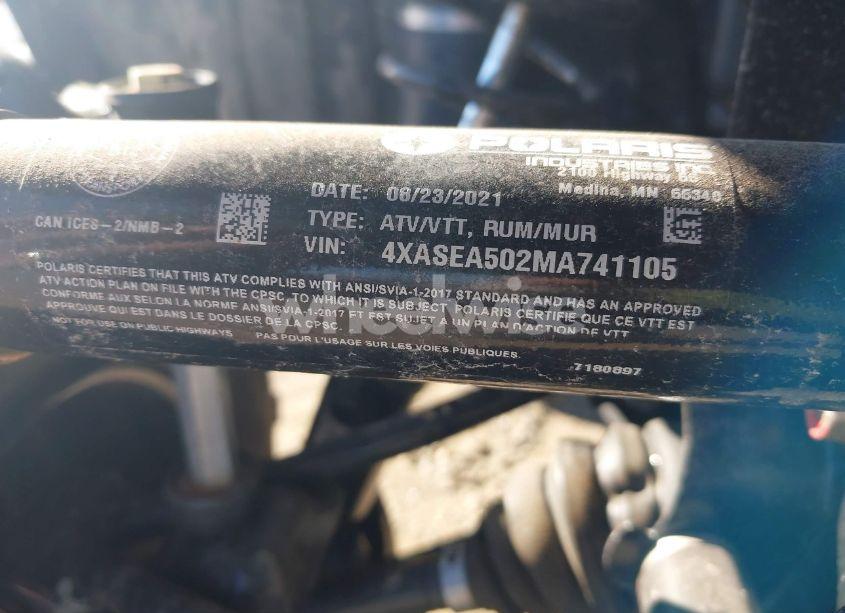 POLARIS
INDUSTRIES
2100 Highway
Medina, MN 55340
DATE: 06/23/2021
CAN ICES-2/NMB-2
TYPE: ATV/VTT, RUM/MUR
VIN: 4XASEA502MA741105
POLARIS CERTIFIES THAT THIS ATV COMPLIES WITH ANSI/SVIA-1-2017 STANDARD AND HAS AN APPROVED
ATV ACTION PLAN ON FILE WITH THE CPSC, TO WHICH IT IS SUBJECT. POLARIS CERTIFIE QUE CE VTT EST
CONFORME AUX SELON LA NORME ANSI/SVIA-1-2017 ET EST SUJET À UN PLAN D'ACTION DE VTT
APPROUVÉ QUI EST DANS LE DOSSIER DE LA CPSC.
NOT FOR USE ON PUBLIC HIGHWAYS.
PAS POUR L'USAGE SUR LES VOIES PUBLIQUES.
7180897